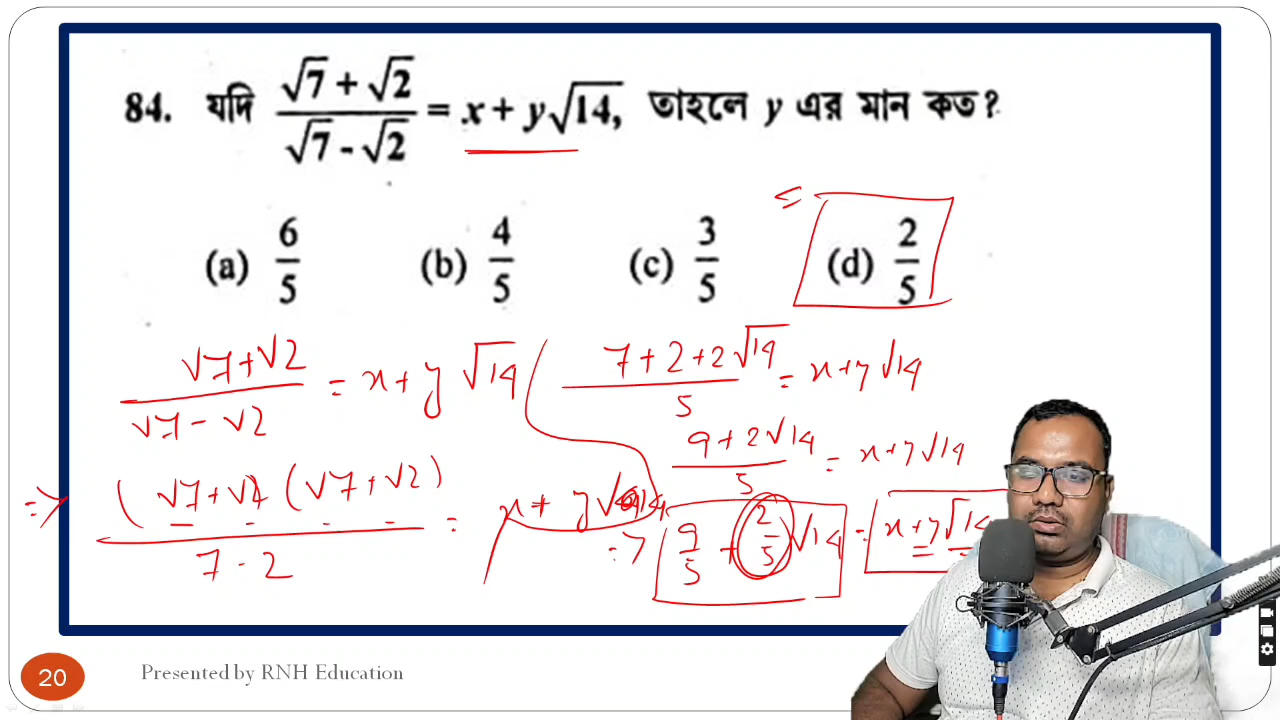 84. যদি (√7 + √2)/(√7 - √2) = x + y√14, তাহলে y এর মান কত?
(a) 6/5 (b) 4/5 (c) 3/5 (d) 2/5
(√7+√2)/(√7-√2) = x+y√14
=> (√7+√2)(√7+√2)/(7-2) = x+y√14
(7+2+2√14)/5 = x+y√14
(9+2√14)/5 = x+y√14
=> 9/5 + 2/5 √14 = x+y√14
20 Presented by RNH Education